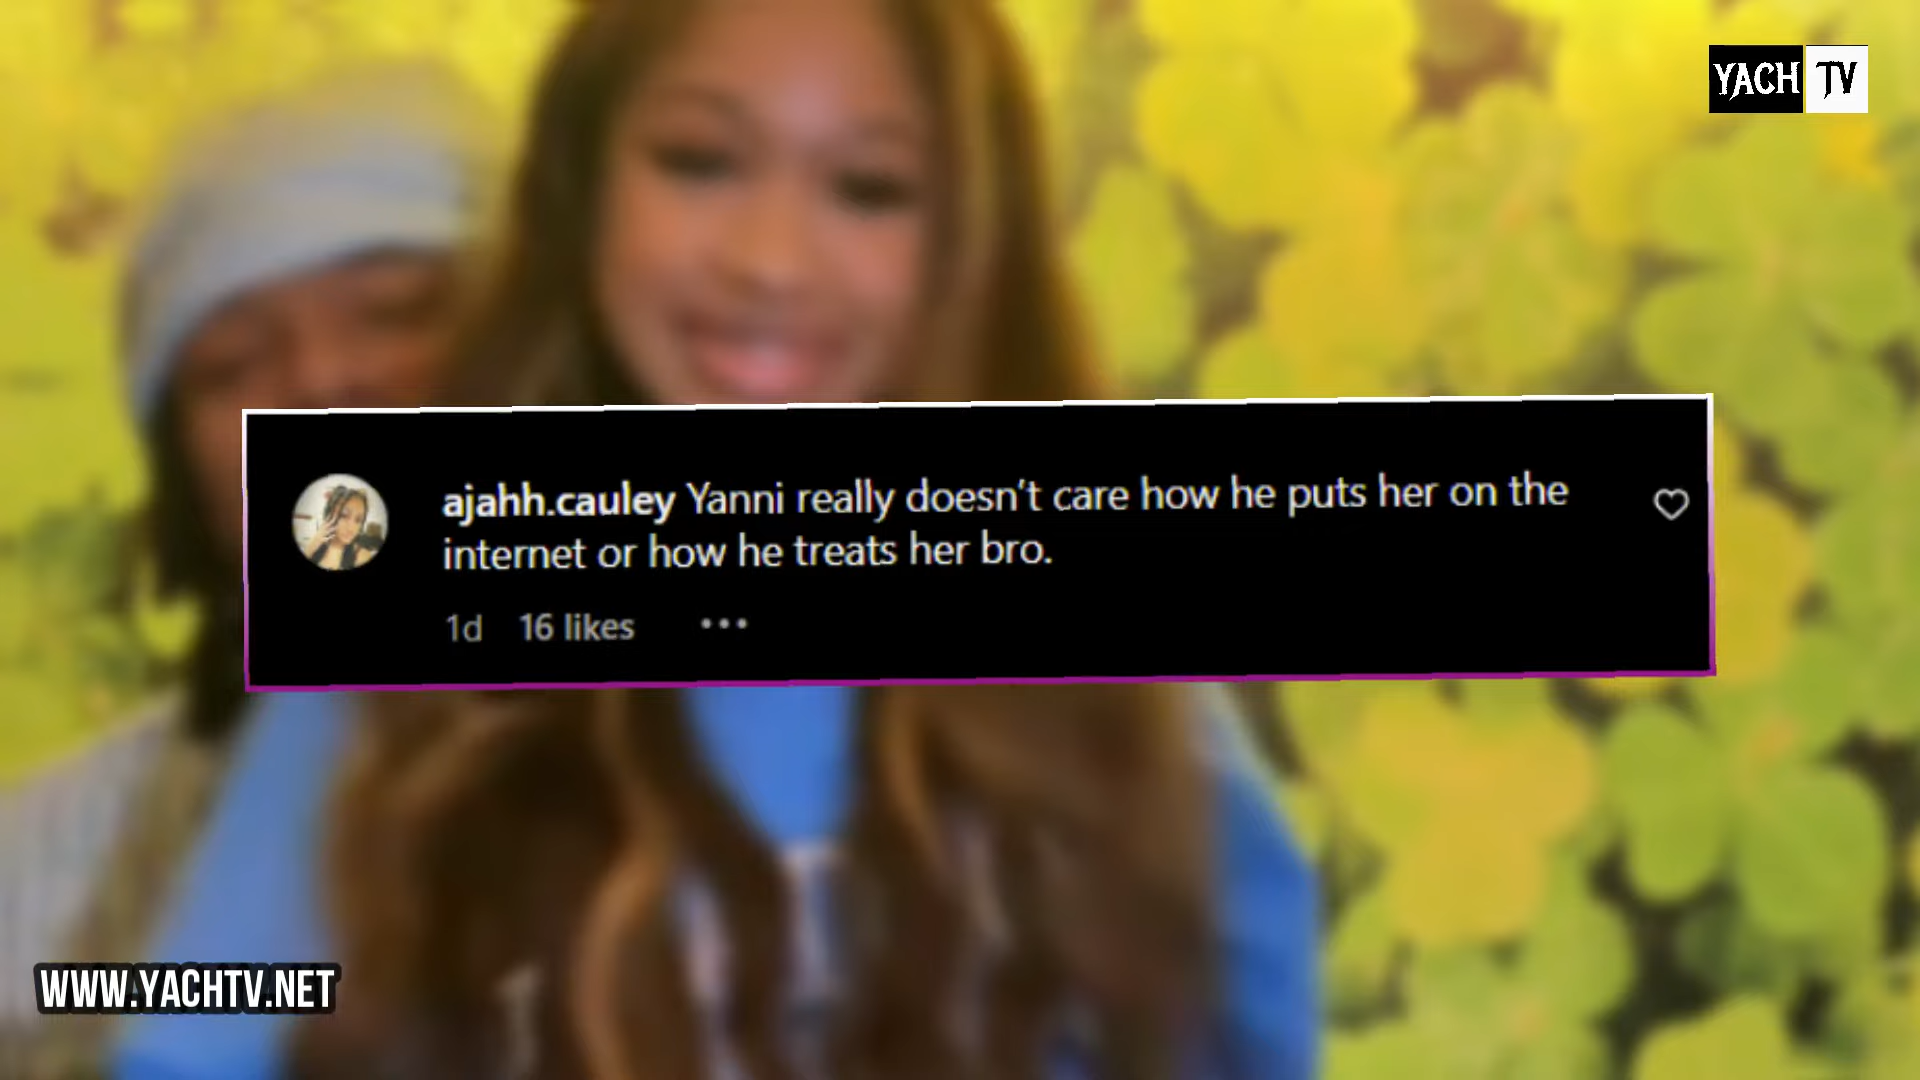 YACH TV
ajahh.cauley Yanni really doesn't care how he puts her on the
internet or how he treats her bro.
1d 16 likes •••
WWW.YACHTV.NET